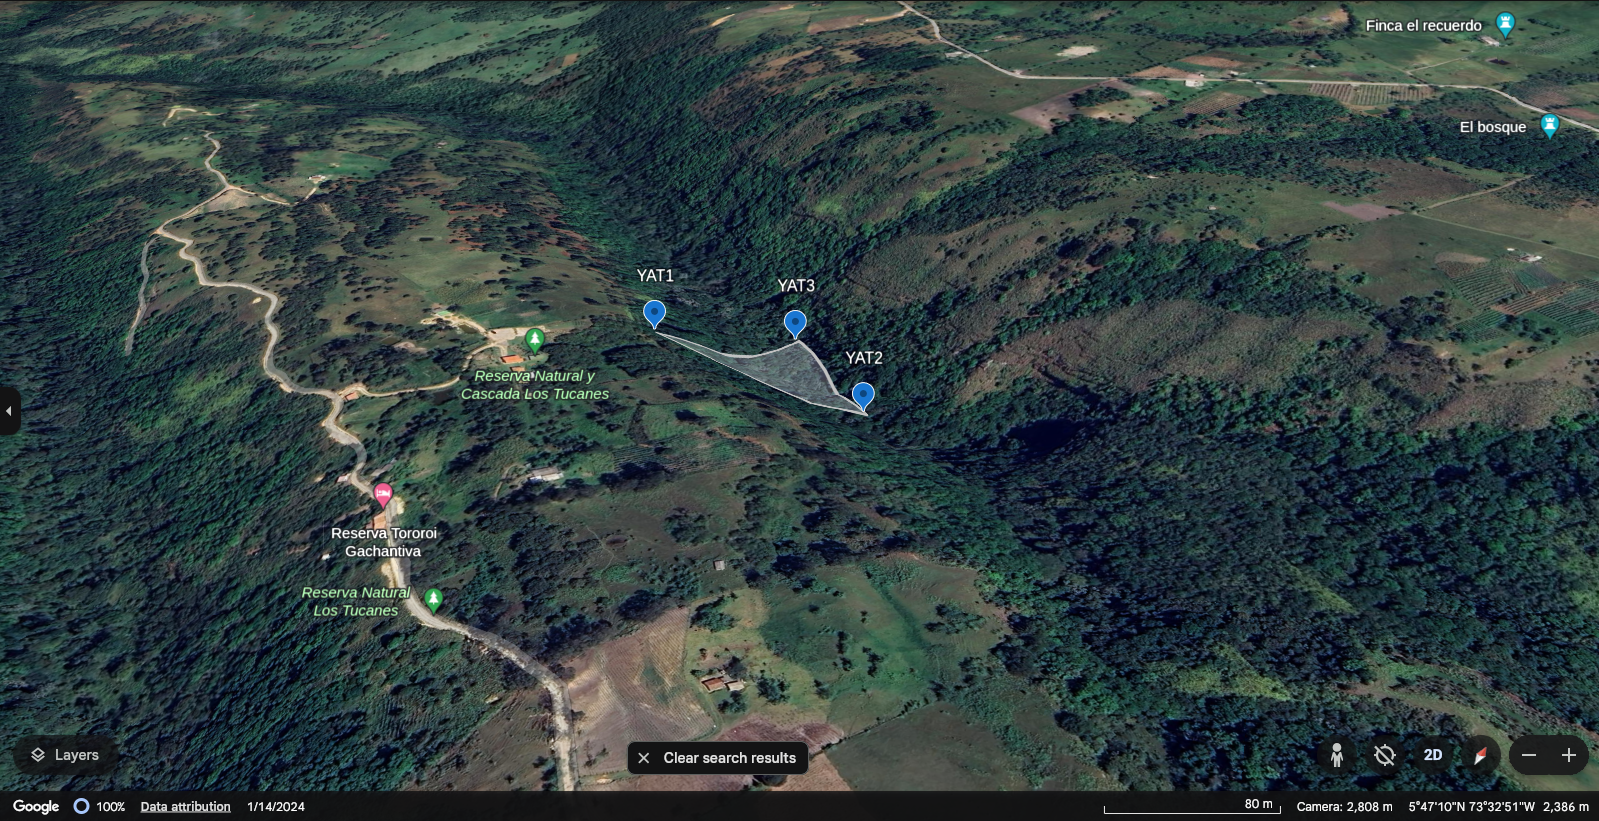 Finca el recuerdo
El bosque
YAT1
YAT3
YAT2
Reserva Natural y
Cascada Los Tucanes
Reserva Tororoi
Gachantiva
Reserva Natural
Los Tucanes
Layers
Clear search results
2D
Google 100% Data attribution 1/14/2024 80 m Camera: 2,808 m 5°47'10"N 73°32'51"W 2,386 m